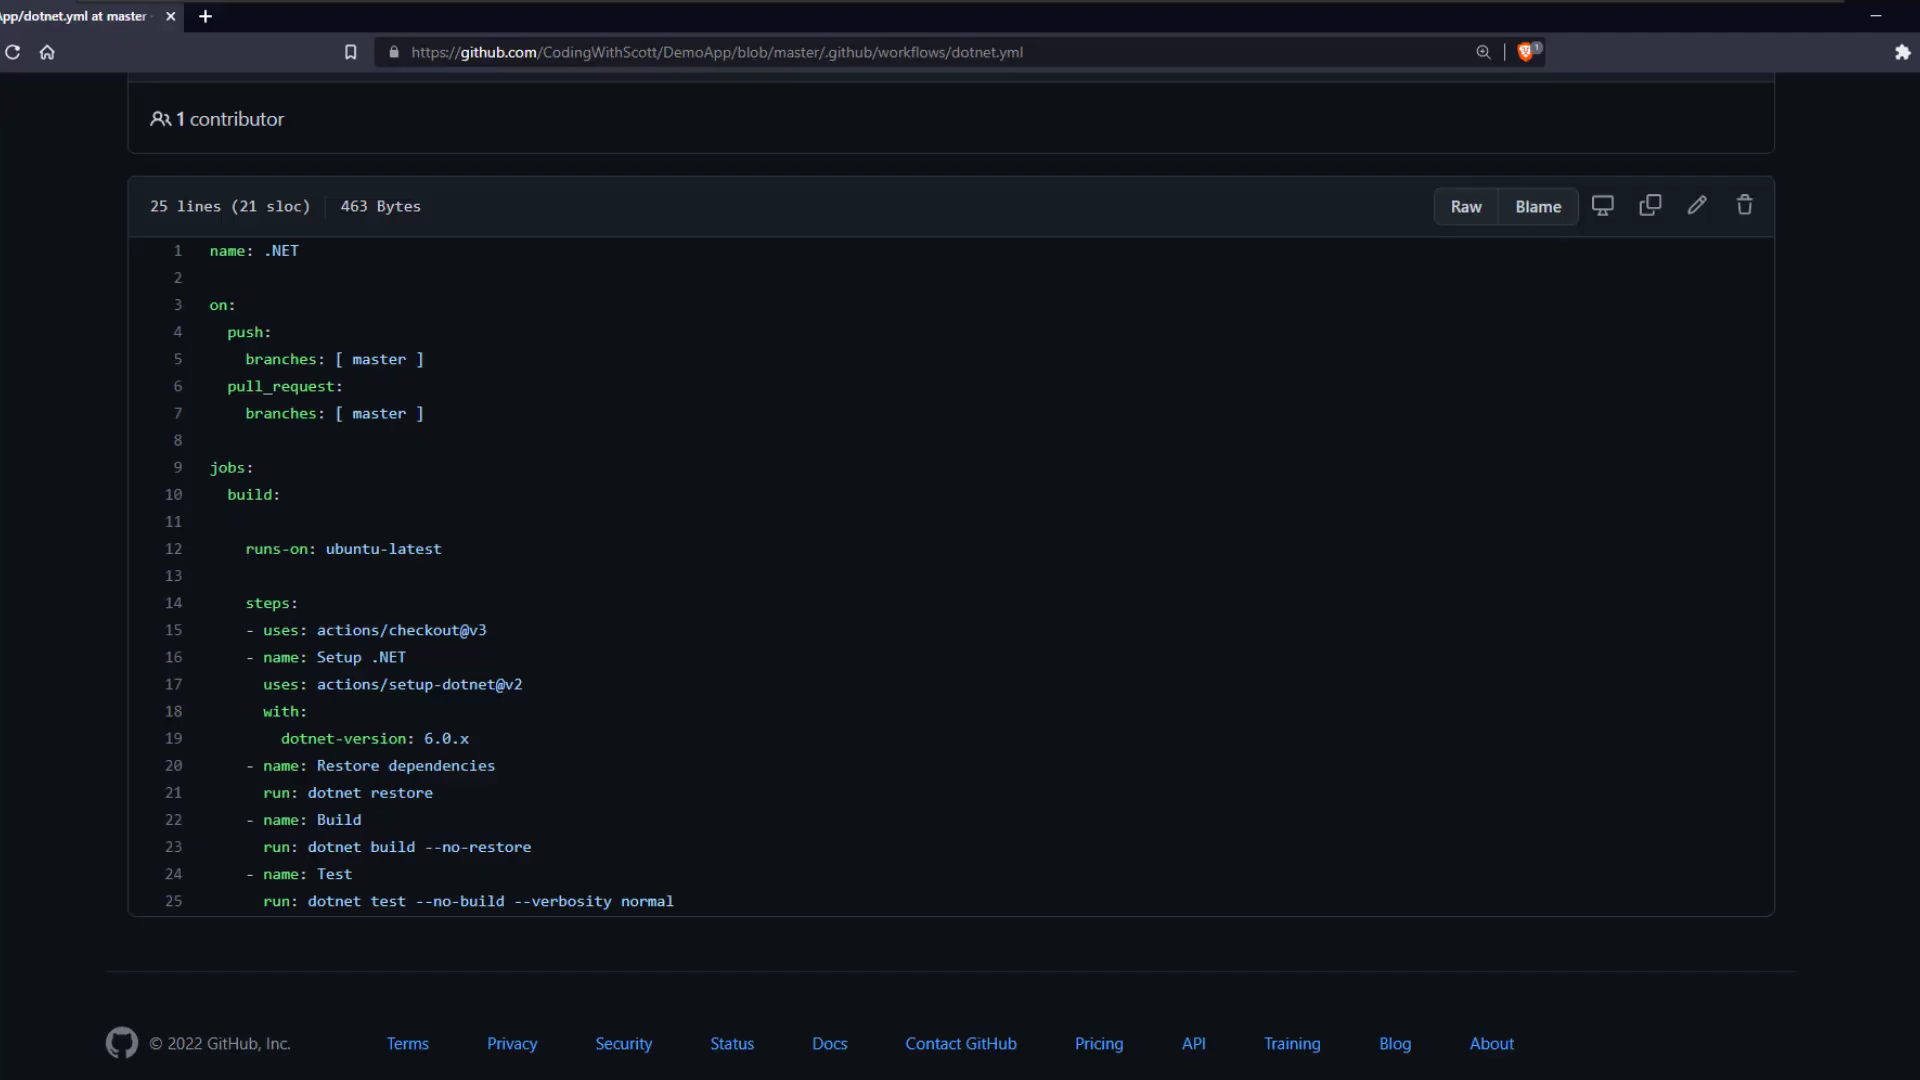 App/dotnet.yml at master
https://github.com/CodingWithScott/DemoApp/blob/master/.github/workflows/dotnet.yml
1
1 contributor
25 lines (21 sloc) 463 Bytes
Raw Blame
1 name: .NET
2
3 on:
4 push:
5 branches: [ master ]
6 pull_request:
7 branches: [ master ]
8
9 jobs:
10 build:
11
12 runs-on: ubuntu-latest
13
14 steps:
15 - uses: actions/checkout@v3
16 - name: Setup .NET
17 uses: actions/setup-dotnet@v2
18 with:
19 dotnet-version: 6.0.x
20 - name: Restore dependencies
21 run: dotnet restore
22 - name: Build
23 run: dotnet build --no-restore
24 - name: Test
25 run: dotnet test --no-build --verbosity normal
© 2022 GitHub, Inc. Terms Privacy Security Status Docs Contact GitHub Pricing API Training Blog About